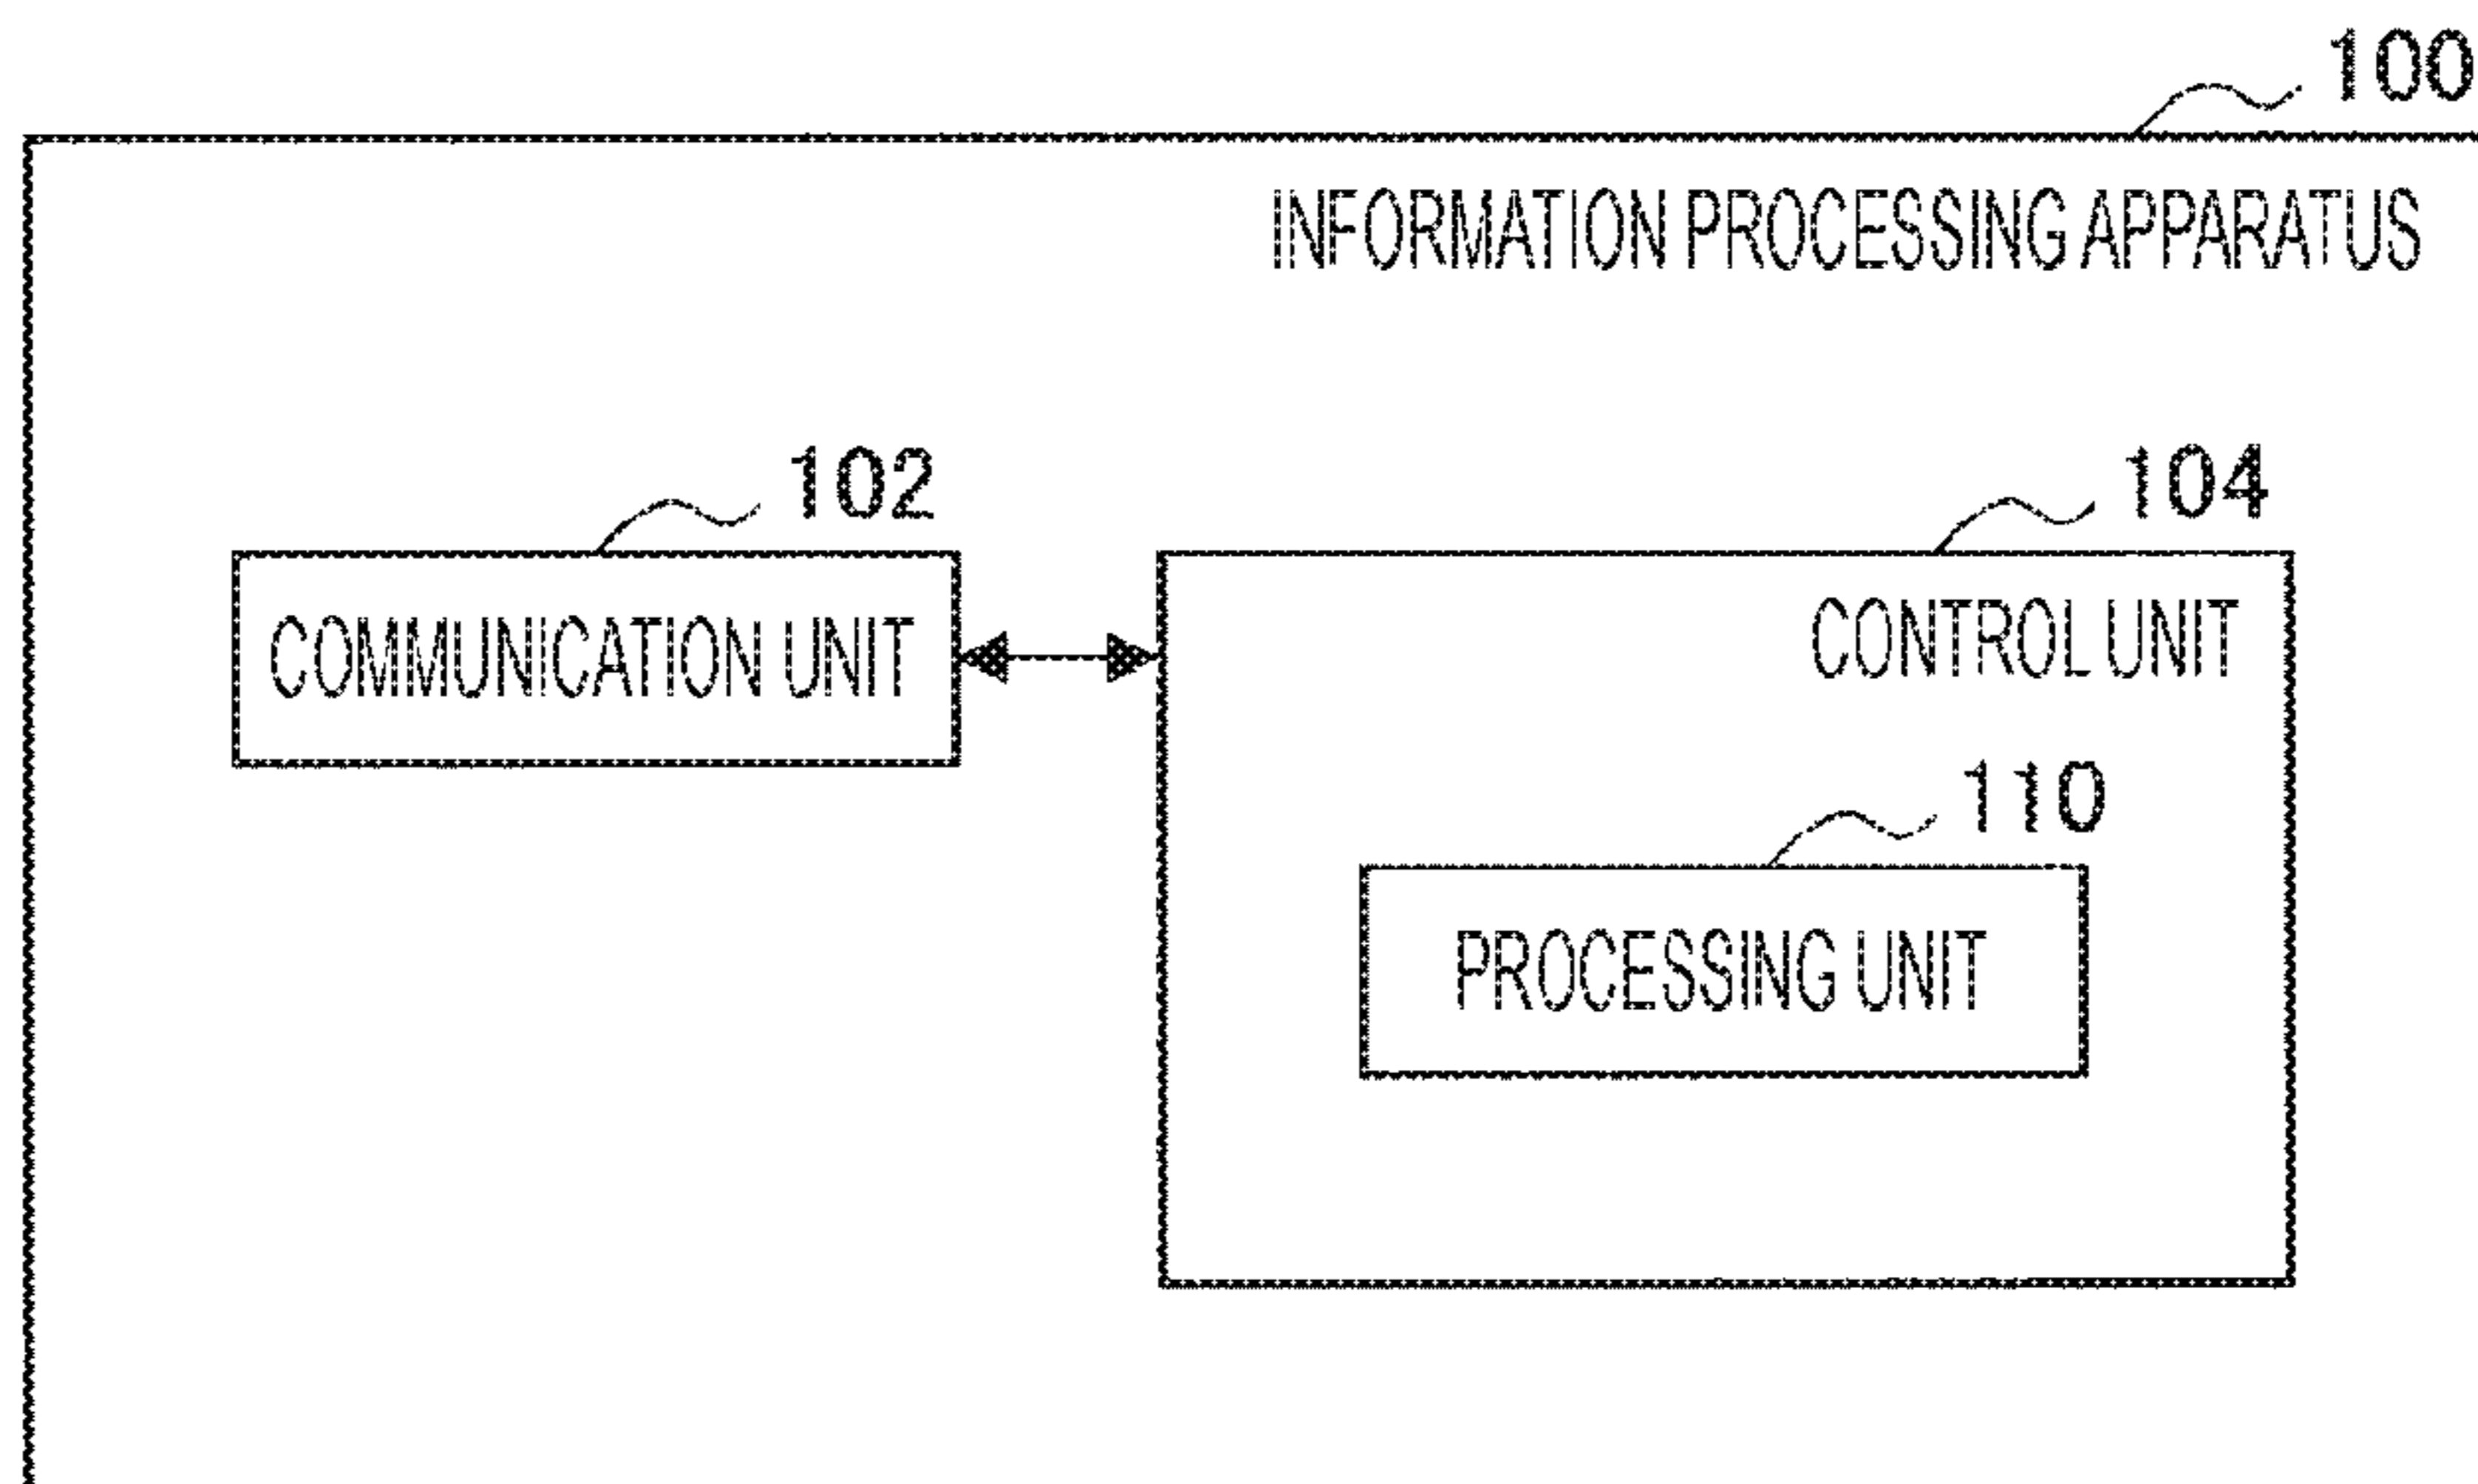 100
INFORMATION PROCESSING APPARATUS
102
104
COMMUNICATION UNIT
CONTROL UNIT
110
PROCESSING UNIT